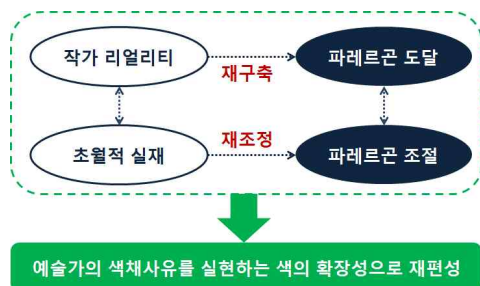 작가 리얼리티
재구축
파레르곤 도달
초월적 실재
재조정
파레르곤 조절
예술가의 색채사유를 실현하는 색의 확장성으로 재편성